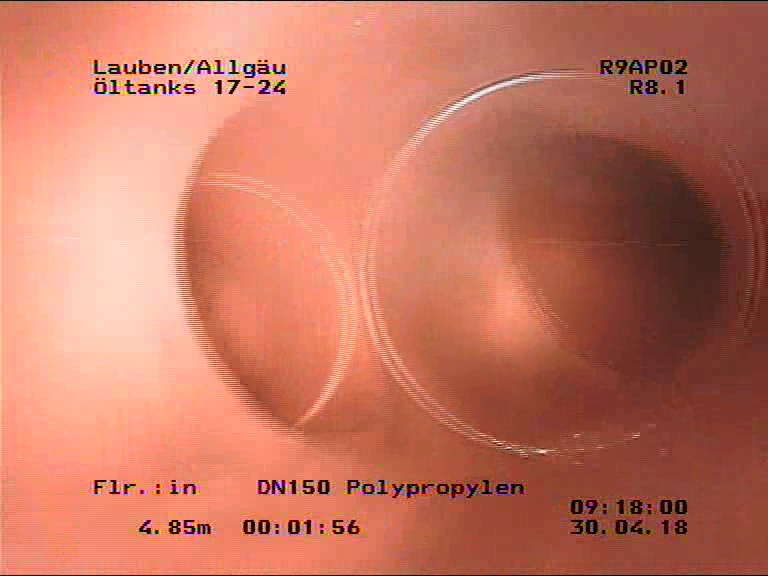 Lauben/Allgäu R9AP02
Öltanks 17-24 R8.1
Flr.:in DN150 Polypropylen
09:18:00
4.85m 00:01:56 30.04.18